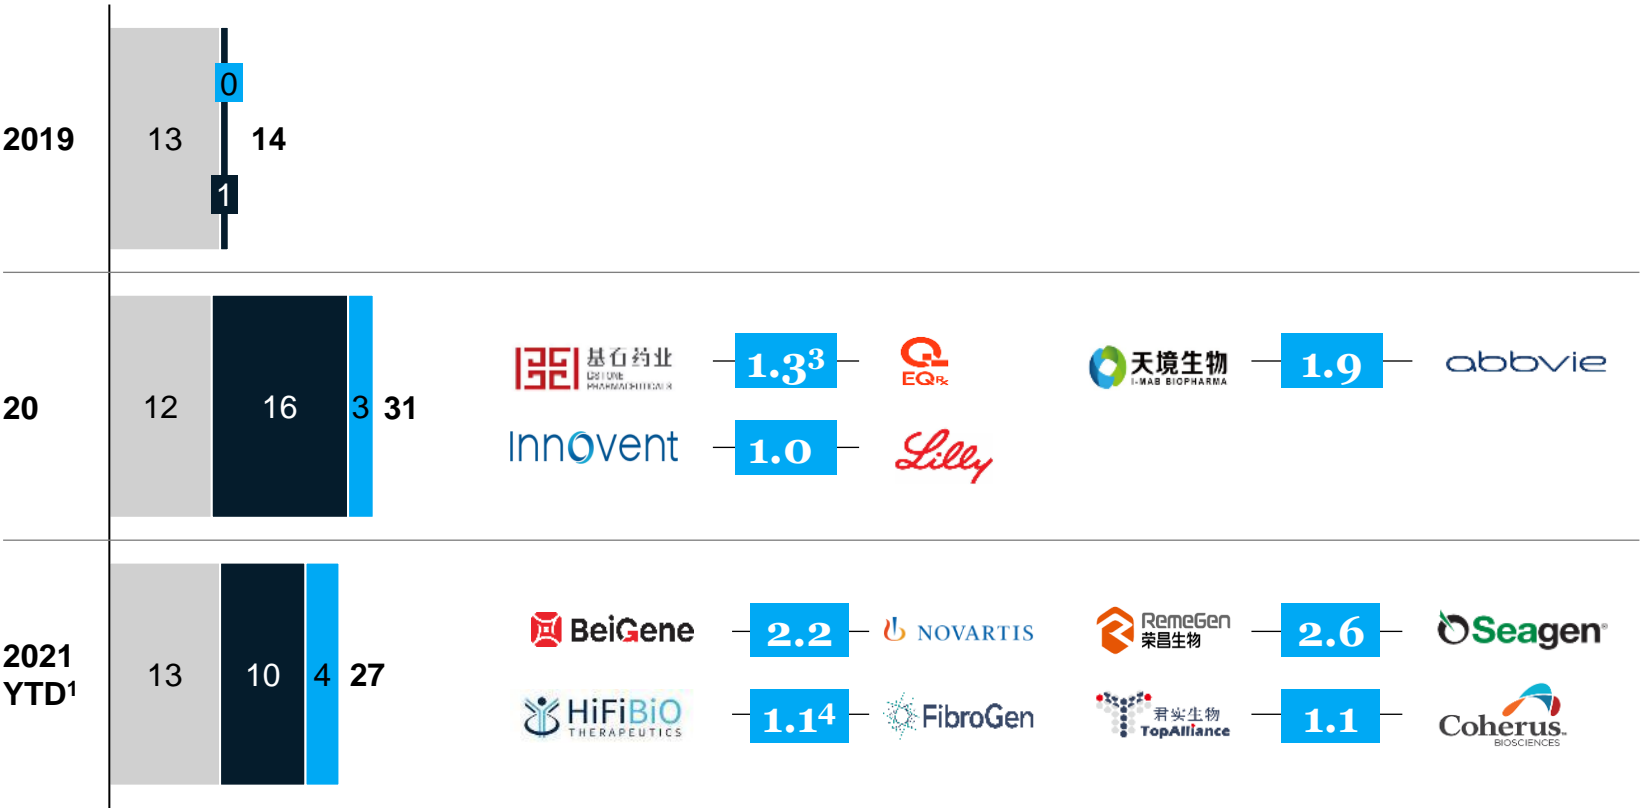 2019
13
0
1
14
20
12
16
3
31
基石药业
CSTONE
PHARMACEUTICALS
1.3³
EQRx
天境生物
I-MAB BIOPHARMA
1.9
abbvie
Innovent
1.0
Lilly
2021
YTD¹
13
10
4
27
BeiGene
2.2
NOVARTIS
RemeGen
荣昌生物
2.6
Seagen®
HiFiBiO
THERAPEUTICS
1.1⁴
FibroGen
君实生物
TopAlliance
1.1
Coherus™
BIOSCIENCES